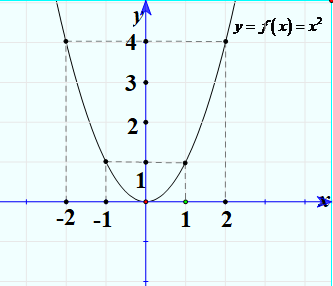 y
y = f(x) = x²
4
3
2
1
x
-2 -1 1 2